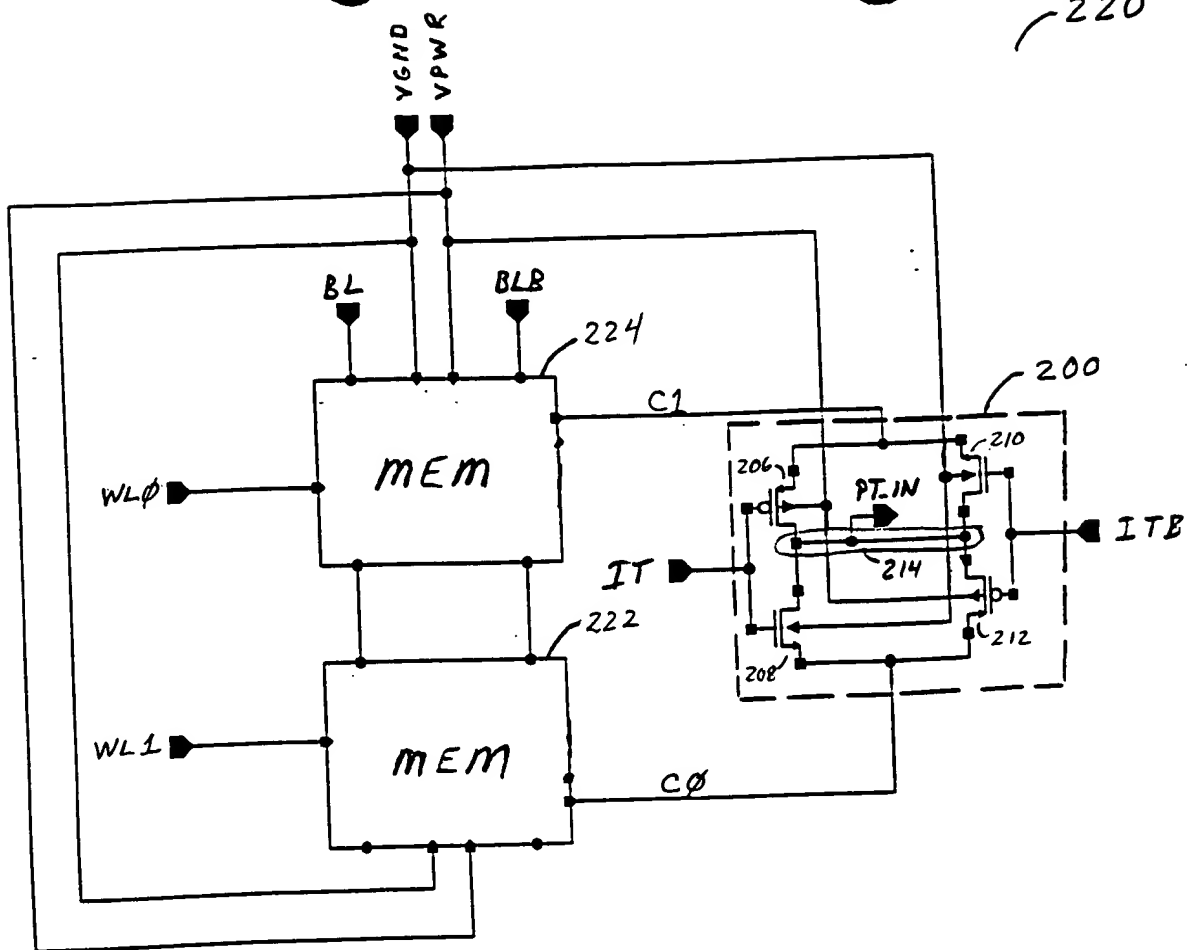 220
VGND
VPWR
BL
BLB
224
200
C1
210
206
MEM
PT_IN
WLØ
ITB
IT
214
222
212
208
WL1
MEM
CØ